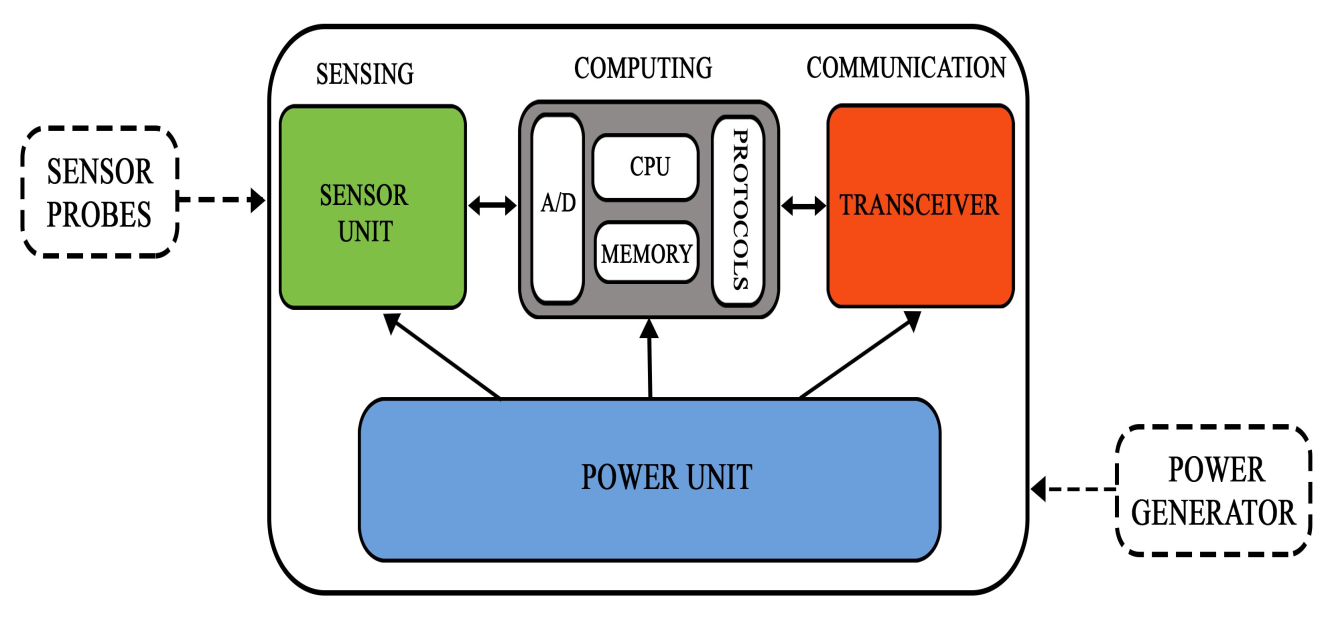 SENSING
COMPUTING
COMMUNICATION
SENSOR
PROBES
SENSOR
UNIT
A/D
CPU
MEMORY
PROTOCOLS
TRANSCEIVER
POWER UNIT
POWER
GENERATOR